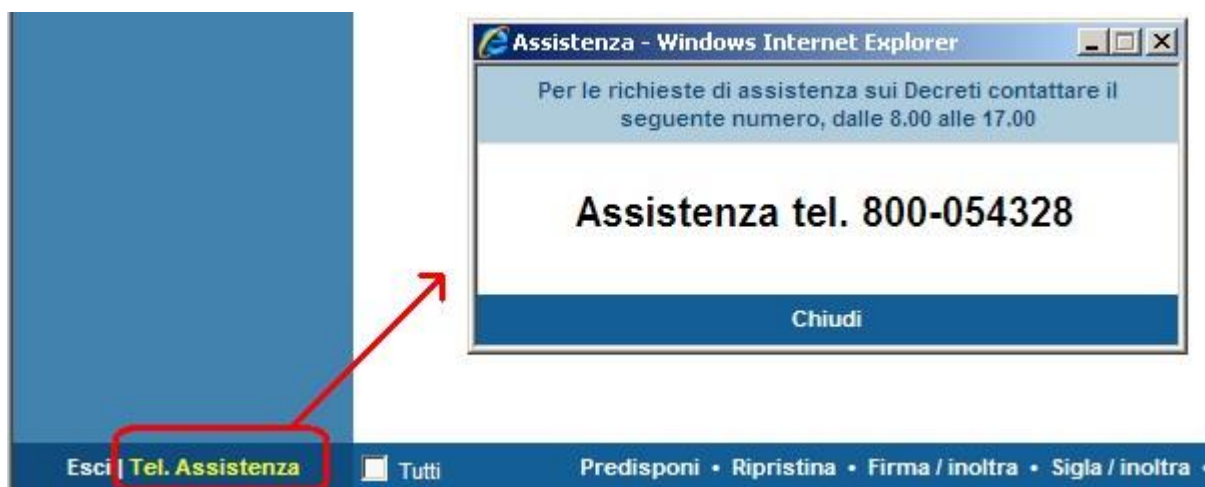 Assistenza - Windows Internet Explorer
Per le richieste di assistenza sui Decreti contattare il
seguente numero, dalle 8.00 alle 17.00
Assistenza tel. 800-054328
Chiudi
Esci | Tel. Assistenza Tutti Predisponi • Ripristina • Firma / inoltra • Sigla / inoltra •